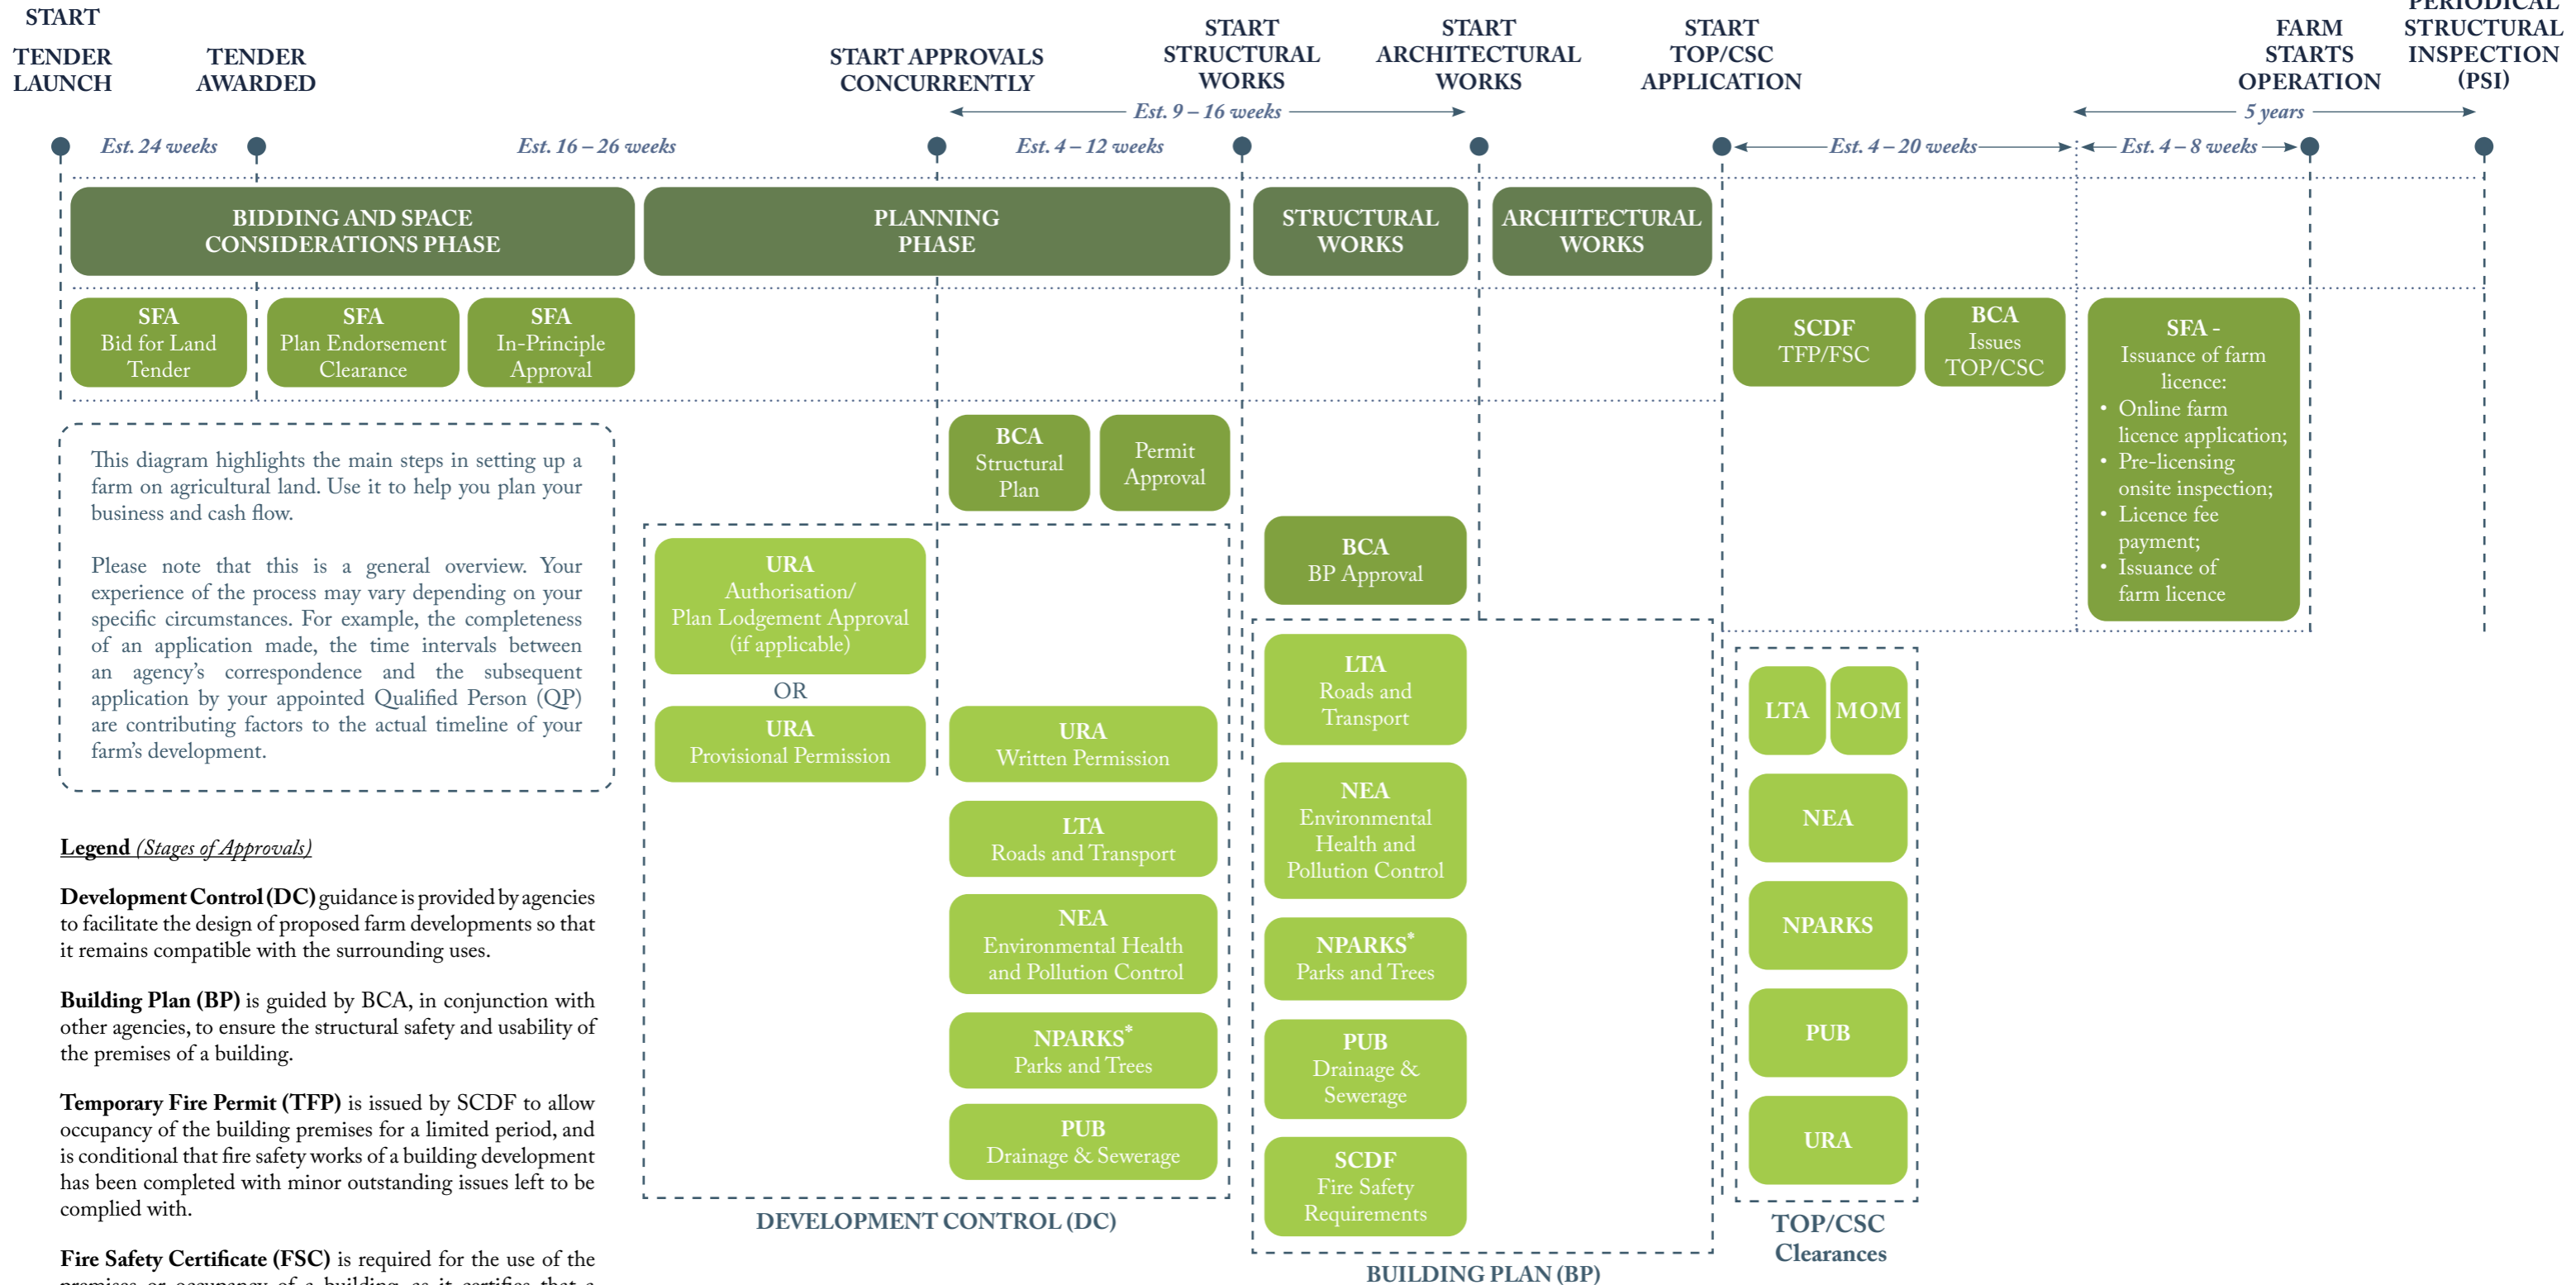 START
TENDER
LAUNCH
TENDER
AWARDED
START APPROVALS
CONCURRENTLY
START
STRUCTURAL
WORKS
START
ARCHITECTURAL
WORKS
START
TOP/CSC
APPLICATION
FARM
STARTS
OPERATION
PERIODICAL
STRUCTURAL
INSPECTION
(PSI)
Est. 9 – 16 weeks
5 years
Est. 24 weeks
Est. 16 – 26 weeks
Est. 4 – 12 weeks
Est. 4 – 20 weeks
Est. 4 – 8 weeks
BIDDING AND SPACE
CONSIDERATIONS PHASE
PLANNING
PHASE
STRUCTURAL
WORKS
ARCHITECTURAL
WORKS
SFA
Bid for Land
Tender
SFA
Plan Endorsement
Clearance
SFA
In-Principle
Approval
SCDF
TFP/FSC
BCA
Issues
TOP/CSC
SFA -
Issuance of farm
licence:
• Online farm
licence application;
• Pre-licensing
onsite inspection;
• Licence fee
payment;
• Issuance of
farm licence
This diagram highlights the main steps in setting up a
farm on agricultural land. Use it to help you plan your
business and cash flow.
Please note that this is a general overview. Your
experience of the process may vary depending on your
specific circumstances. For example, the completeness
of an application made, the time intervals between
an agency's correspondence and the subsequent
application by your appointed Qualified Person (QP)
are contributing factors to the actual timeline of your
farm's development.
BCA
Structural
Plan
Permit
Approval
URA
Authorisation/
Plan Lodgement Approval
(if applicable)
OR
URA
Provisional Permission
URA
Written Permission
LTA
Roads and Transport
NEA
Environmental Health
and Pollution Control
NPARKS*
Parks and Trees
PUB
Drainage & Sewerage
DEVELOPMENT CONTROL (DC)
BCA
BP Approval
LTA
Roads and
Transport
NEA
Environmental
Health and
Pollution Control
NPARKS*
Parks and Trees
PUB
Drainage &
Sewerage
SCDF
Fire Safety
Requirements
BUILDING PLAN (BP)
LTA
MOM
NEA
NPARKS
PUB
URA
TOP/CSC
Clearances
Legend (Stages of Approvals)
Development Control (DC) guidance is provided by agencies
to facilitate the design of proposed farm developments so that
it remains compatible with the surrounding uses.
Building Plan (BP) is guided by BCA, in conjunction with
other agencies, to ensure the structural safety and usability of
the premises of a building.
Temporary Fire Permit (TFP) is issued by SCDF to allow
occupancy of the building premises for a limited period, and
is conditional that fire safety works of a building development
has been completed with minor outstanding issues left to be
complied with.
Fire Safety Certificate (FSC) is required for the use of the
premises or occupancy of a building, as it certifies that a